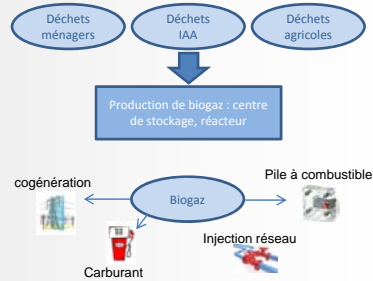 Déchets
ménagers
Déchets
IAA
Déchets
agricoles
Production de biogaz : centre
de stockage, réacteur
cogénération
Biogaz
Pile à combustible
Injection réseau
Carburant